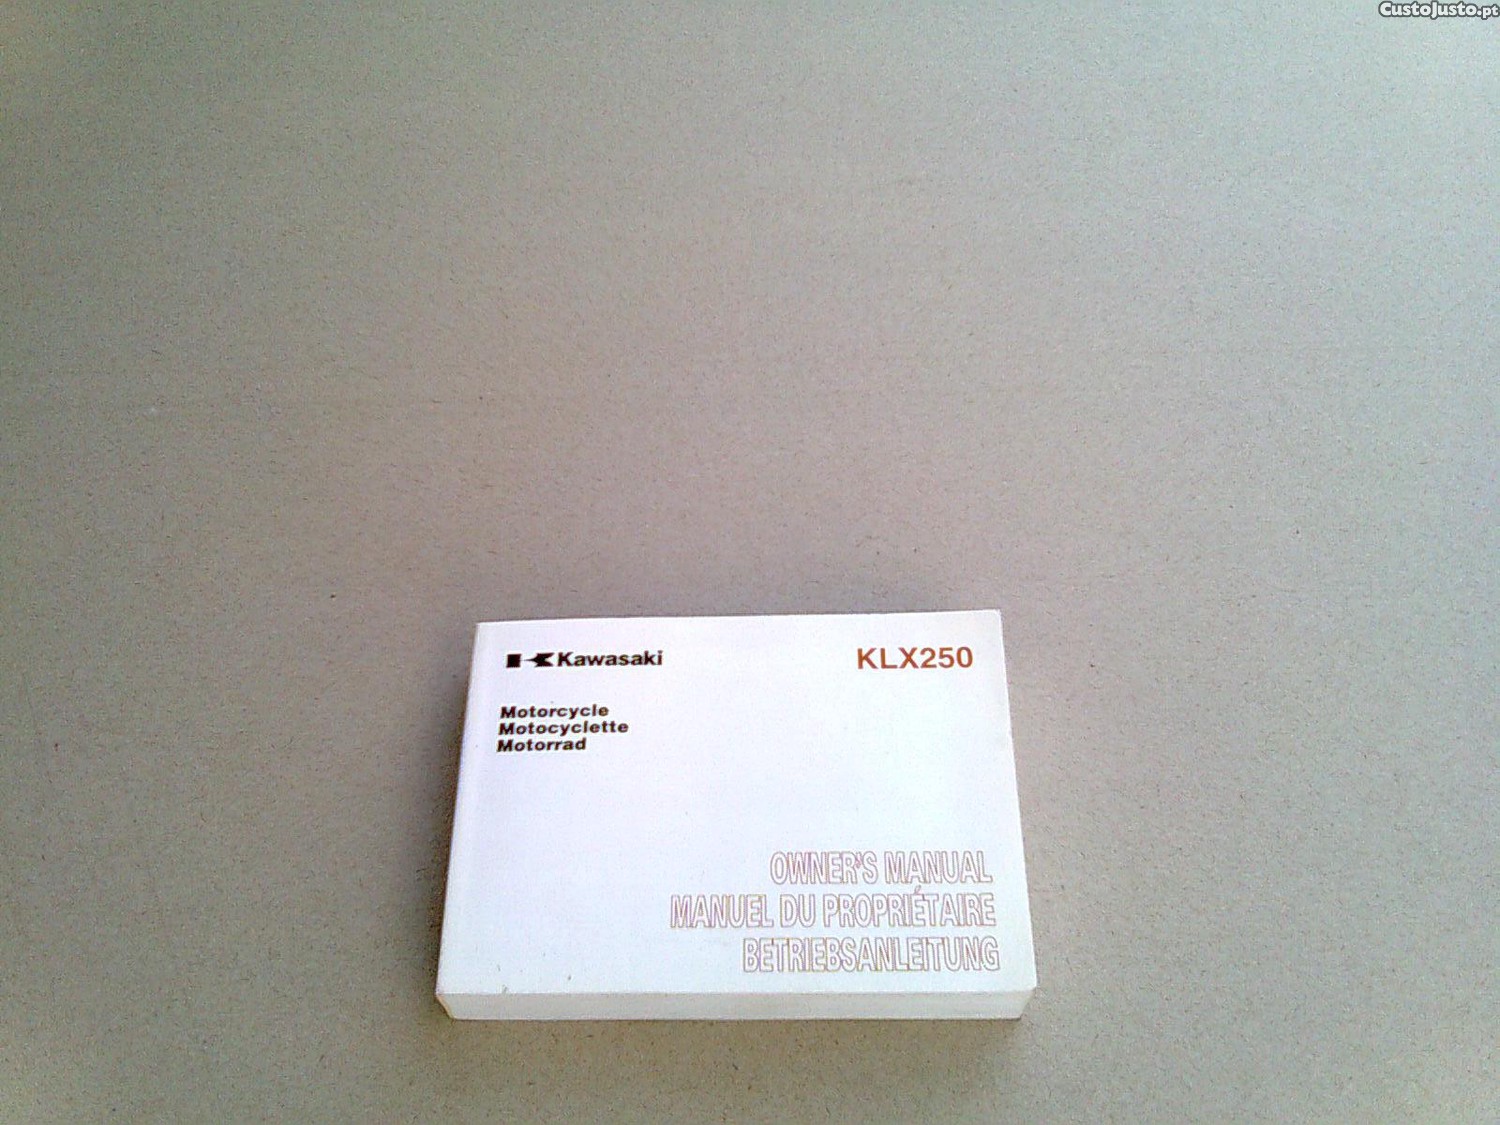 CustoJusto.pt
Kawasaki
KLX250
Motorcycle
Motocyclette
Motorrad
OWNER'S MANUAL
MANUEL DU PROPRIÉTAIRE
BETRIEBSANLEITUNG